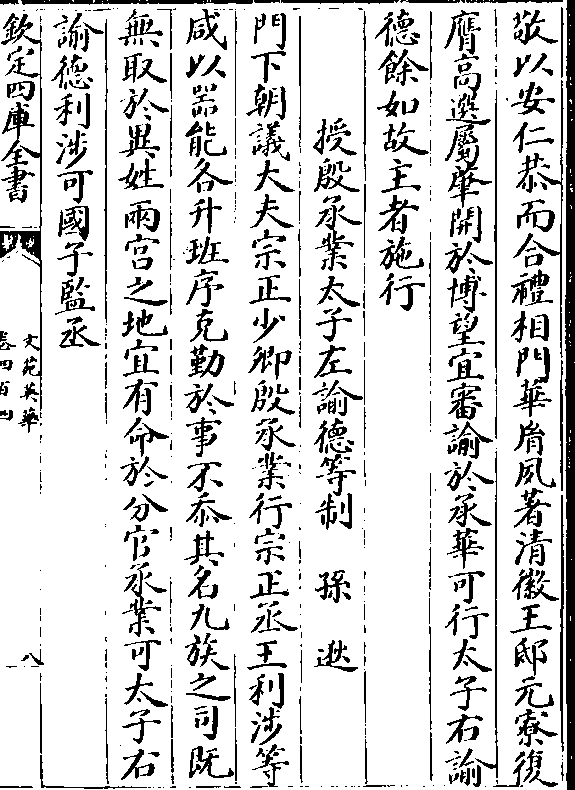 敬以安仁恭而合禮相門華胄夙著清徽王邸元寮復
膺高選屬肇開於博望宜審諭於承華可行太子右諭
德餘如故主者施行
授殷承業太子左諭德等制 孫逖
門下朝議大夫宗正少卿殷承業行宗正丞王利涉等
咸以器能各升班序克勤於事不忝其名九族之司既
無取於異姓兩宫之地宜有命於分官承業可太子右
諭德利涉可國子監丞
欽定四庫全書
文苑英華
卷四百四
八